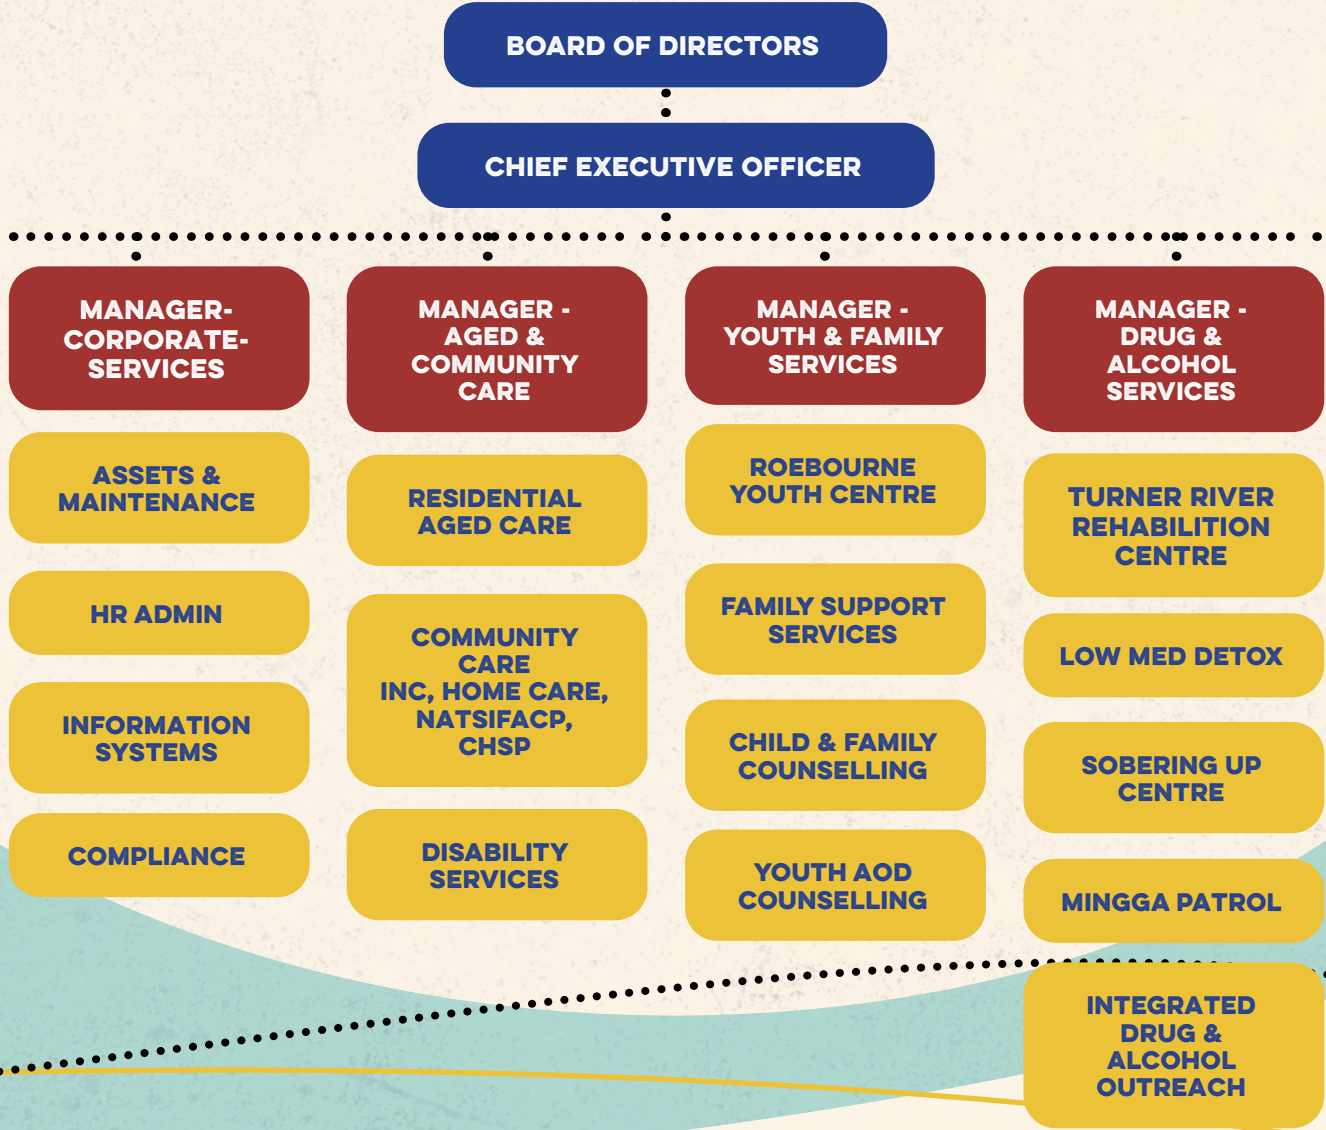 BOARD OF DIRECTORS
CHIEF EXECUTIVE OFFICER
MANAGER-
CORPORATE-
SERVICES
ASSETS &
MAINTENANCE
HR ADMIN
INFORMATION
SYSTEMS
COMPLIANCE
MANAGER -
AGED &
COMMUNITY
CARE
RESIDENTIAL
AGED CARE
COMMUNITY
CARE
INC, HOME CARE,
NATSIFACP,
CHSP
DISABILITY
SERVICES
MANAGER -
YOUTH & FAMILY
SERVICES
ROEBOURNE
YOUTH CENTRE
FAMILY SUPPORT
SERVICES
CHILD & FAMILY
COUNSELLING
YOUTH AOD
COUNSELLING
MANAGER -
DRUG &
ALCOHOL
SERVICES
TURNER RIVER
REHABILITION
CENTRE
LOW MED DETOX
SOBERING UP
CENTRE
MINGGA PATROL
INTEGRATED
DRUG &
ALCOHOL
OUTREACH